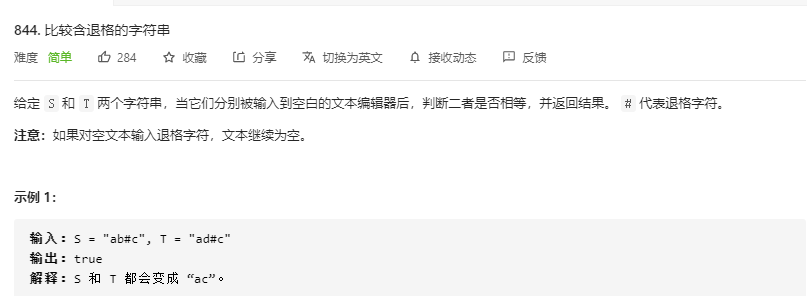 844. 比较含退格的字符串
难度 简单 284 收藏 分享 切换为英文 接收动态 反馈
给定 S 和 T 两个字符串，当它们分别被输入到空白的文本编辑器后，判断二者是否相等，并返回结果。 # 代表退格字符。
注意：如果对空文本输入退格字符，文本继续为空。
示例 1：
输入：S = "ab#c", T = "ad#c"
输出：true
解释：S 和 T 都会变成 “ac”。